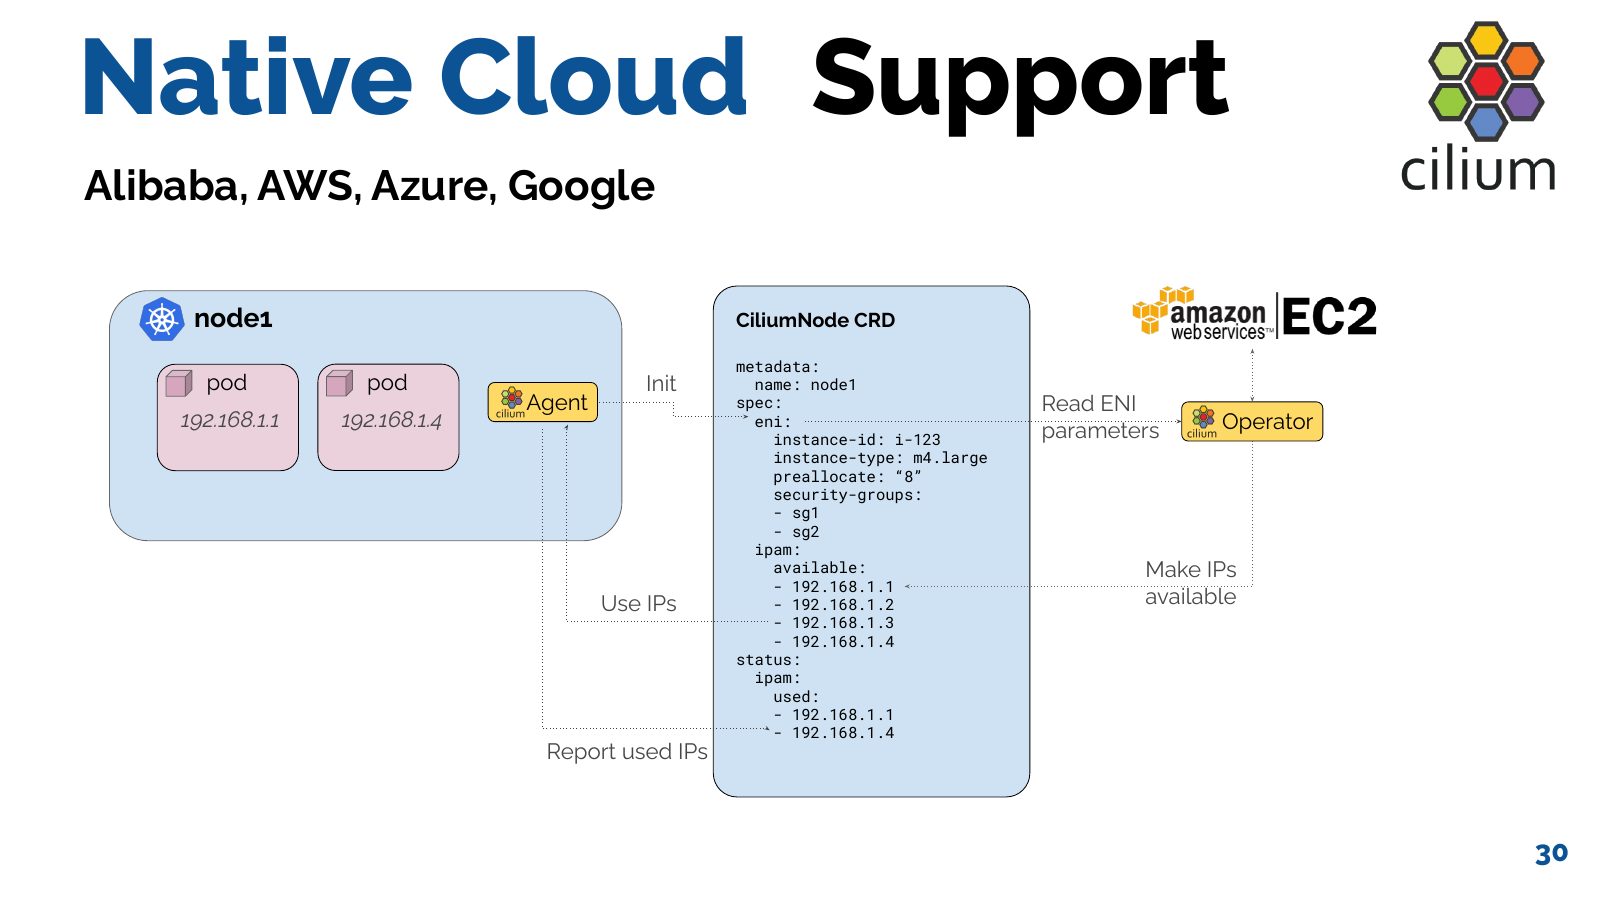 Native Cloud Support
cilium
Alibaba, AWS, Azure, Google
node1
pod
192.168.1.1
pod
192.168.1.4
cilium Agent
Init
CiliumNode CRD
metadata:
  name: node1
spec:
  eni:
    instance-id: i-123
    instance-type: m4.large
    preallocate: “8”
    security-groups:
    - sg1
    - sg2
  ipam:
    available:
    - 192.168.1.1
    - 192.168.1.2
    - 192.168.1.3
    - 192.168.1.4
status:
  ipam:
    used:
    - 192.168.1.1
    - 192.168.1.4
Use IPs
Report used IPs
amazon
web services™
EC2
Read ENI
parameters
cilium Operator
Make IPs
available
30